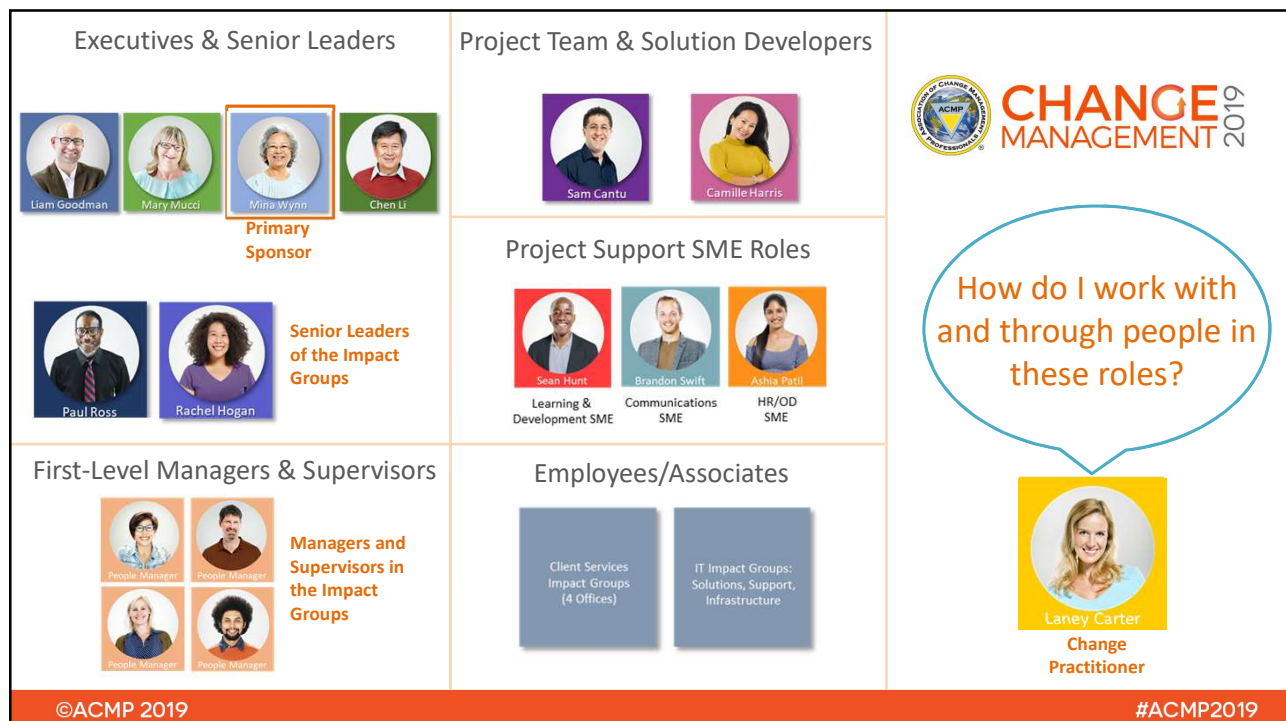 Executives & Senior Leaders
Liam Goodman
Mary Mucci
Mina Wynn
Chen Li
Primary
Sponsor
Paul Ross
Rachel Hogan
Senior Leaders
of the Impact
Groups
First-Level Managers & Supervisors
People Manager
People Manager
People Manager
People Manager
Managers and
Supervisors in
the Impact
Groups
Project Team & Solution Developers
Sam Cantu
Camille Harris
Project Support SME Roles
Sean Hunt
Brandon Swift
Ashia Patil
Learning &
Development SME
Communications
SME
HR/OD
SME
Employees/Associates
Client Services
Impact Groups
(4 Offices)
IT Impact Groups:
Solutions, Support,
Infrastructure
ASSOCIATION OF CHANGE MANAGEMENT PROFESSIONALS
ACMP
®
CHANGE
MANAGEMENT
2019
How do I work with
and through people in
these roles?
Laney Carter
Change
Practitioner
©ACMP 2019
#ACMP2019